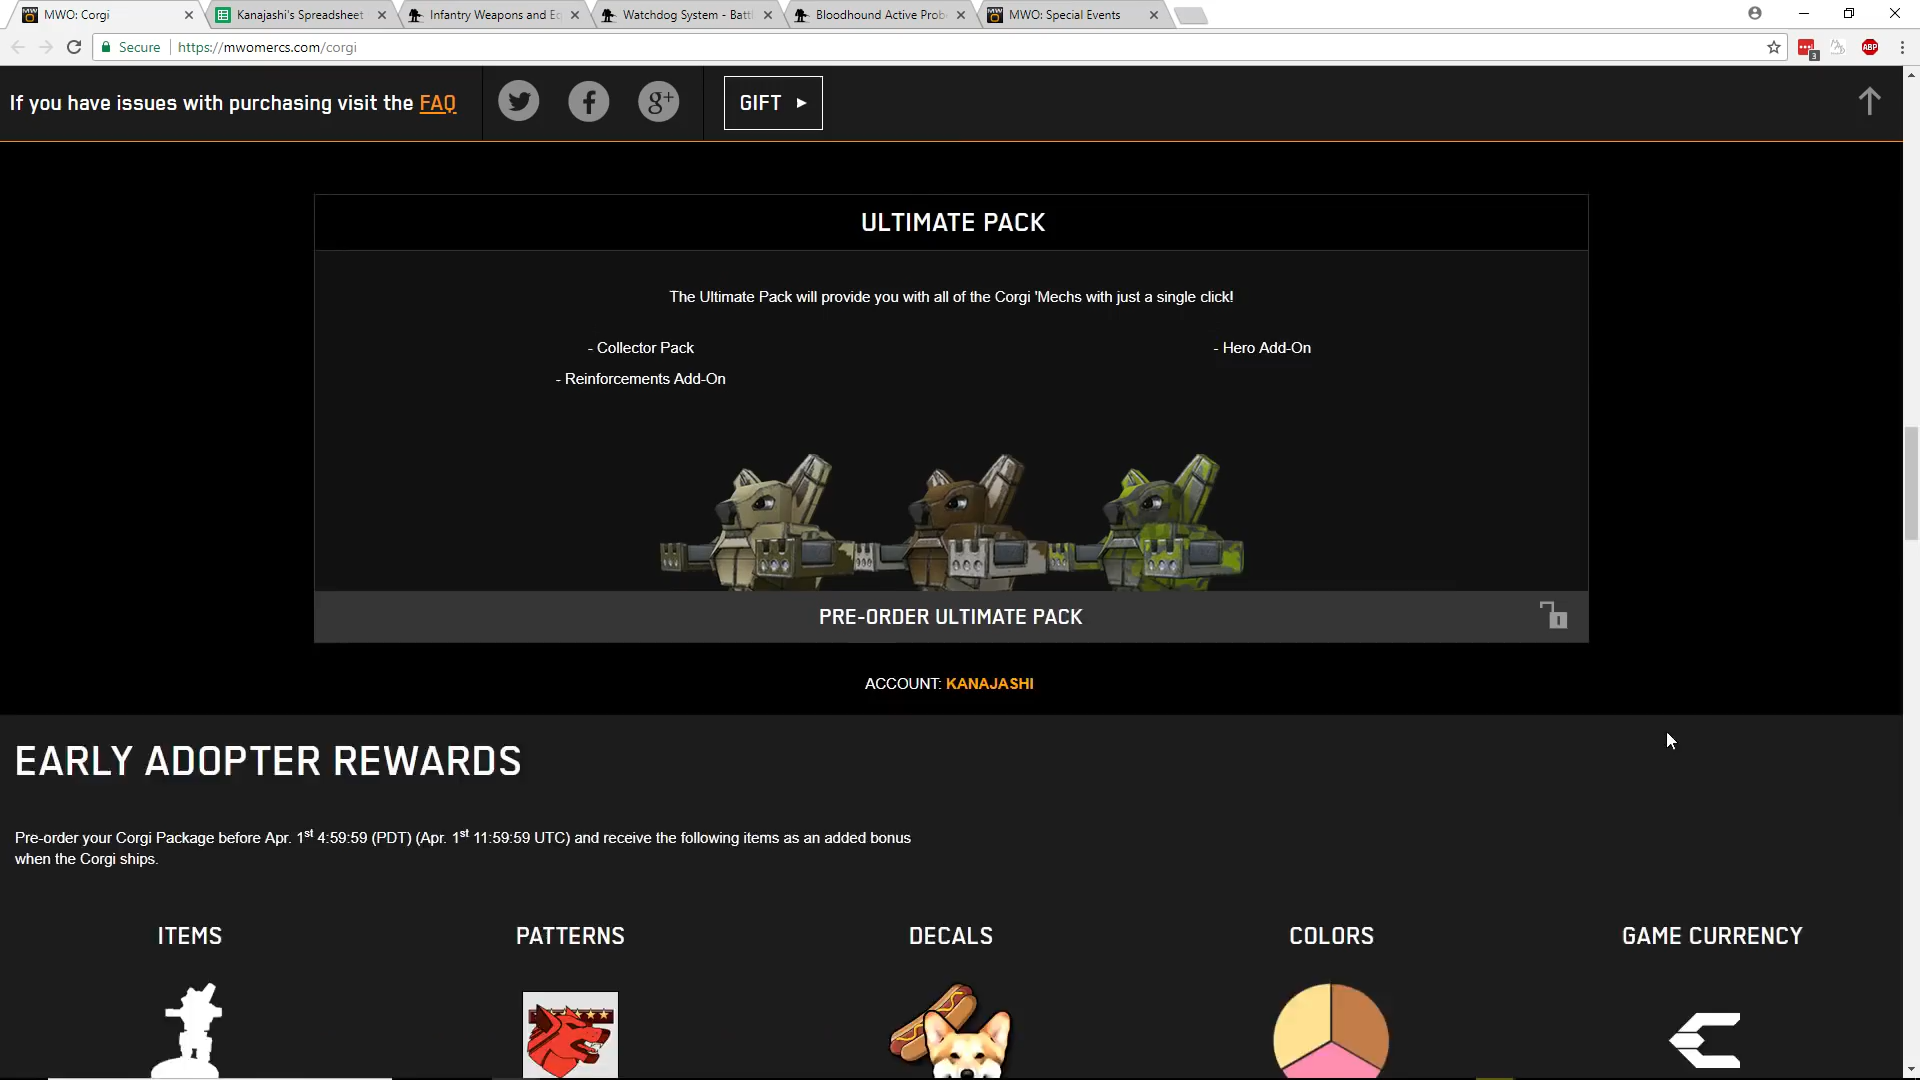 MWO: Corgi
Kanajashi's Spreadsheet
Infantry Weapons and Eq
Watchdog System - Batt
Bloodhound Active Prob
MWO: Special Events
Secure
https://mwomercs.com/corgi
3
ABP
If you have issues with purchasing visit the FAQ
GIFT
ULTIMATE PACK
The Ultimate Pack will provide you with all of the Corgi 'Mechs with just a single click!
- Collector Pack
- Hero Add-On
- Reinforcements Add-On
PRE-ORDER ULTIMATE PACK
ACCOUNT: KANAJASHI
EARLY ADOPTER REWARDS
Pre-order your Corgi Package before Apr. 1st 4:59:59 (PDT) (Apr. 1st 11:59:59 UTC) and receive the following items as an added bonus
when the Corgi ships.
ITEMS
PATTERNS
DECALS
COLORS
GAME CURRENCY